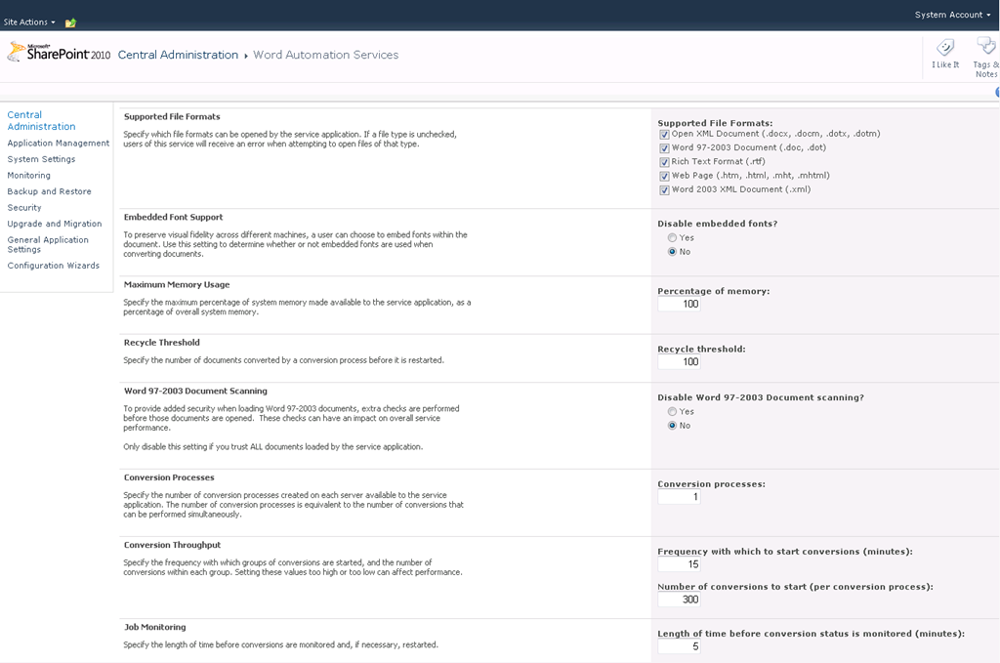 System Account
Site Actions
Microsoft
SharePoint 2010
Central Administration › Word Automation Services
I Like It
Tags &
Notes
Central
Administration
Application Management
System Settings
Monitoring
Backup and Restore
Security
Upgrade and Migration
General Application
Settings
Configuration Wizards
Supported File Formats
Specify which file formats can be opened by the service application. If a file type is unchecked,
users of this service will receive an error when attempting to open files of that type.
Supported File Formats:
Open XML Document (.docx, .docm, .dotx, .dotm)
Word 97-2003 Document (.doc, .dot)
Rich Text Format (.rtf)
Web Page (.htm, .html, .mht, .mhtml)
Word 2003 XML Document (.xml)
Embedded Font Support
To preserve visual fidelity across different machines, a user can choose to embed fonts within the
document. Use this setting to determine whether or not embedded fonts are used when
converting documents.
Disable embedded fonts?
Yes
No
Maximum Memory Usage
Specify the maximum percentage of system memory made available to the service application, as a
percentage of overall system memory.
Percentage of memory:
100
Recycle Threshold
Specify the number of documents converted by a conversion process before it is restarted.
Recycle threshold:
100
Word 97-2003 Document Scanning
To provide added security when loading Word 97-2003 documents, extra checks are performed
before those documents are opened. These checks can have an impact on overall service
performance.
Only disable this setting if you trust ALL documents loaded by the service application.
Disable Word 97-2003 Document scanning?
Yes
No
Conversion Processes
Specify the number of conversion processes created on each server available to the service
application. The number of conversion processes is equivalent to the number of conversions that
can be performed simultaneously.
Conversion processes:
1
Conversion Throughput
Specify the frequency with which groups of conversions are started, and the number of
conversions within each group. Setting these values too high or too low can affect performance.
Frequency with which to start conversions (minutes):
15
Number of conversions to start (per conversion process):
300
Job Monitoring
Specify the length of time before conversions are monitored and, if necessary, restarted.
Length of time before conversion status is monitored (minutes):
5